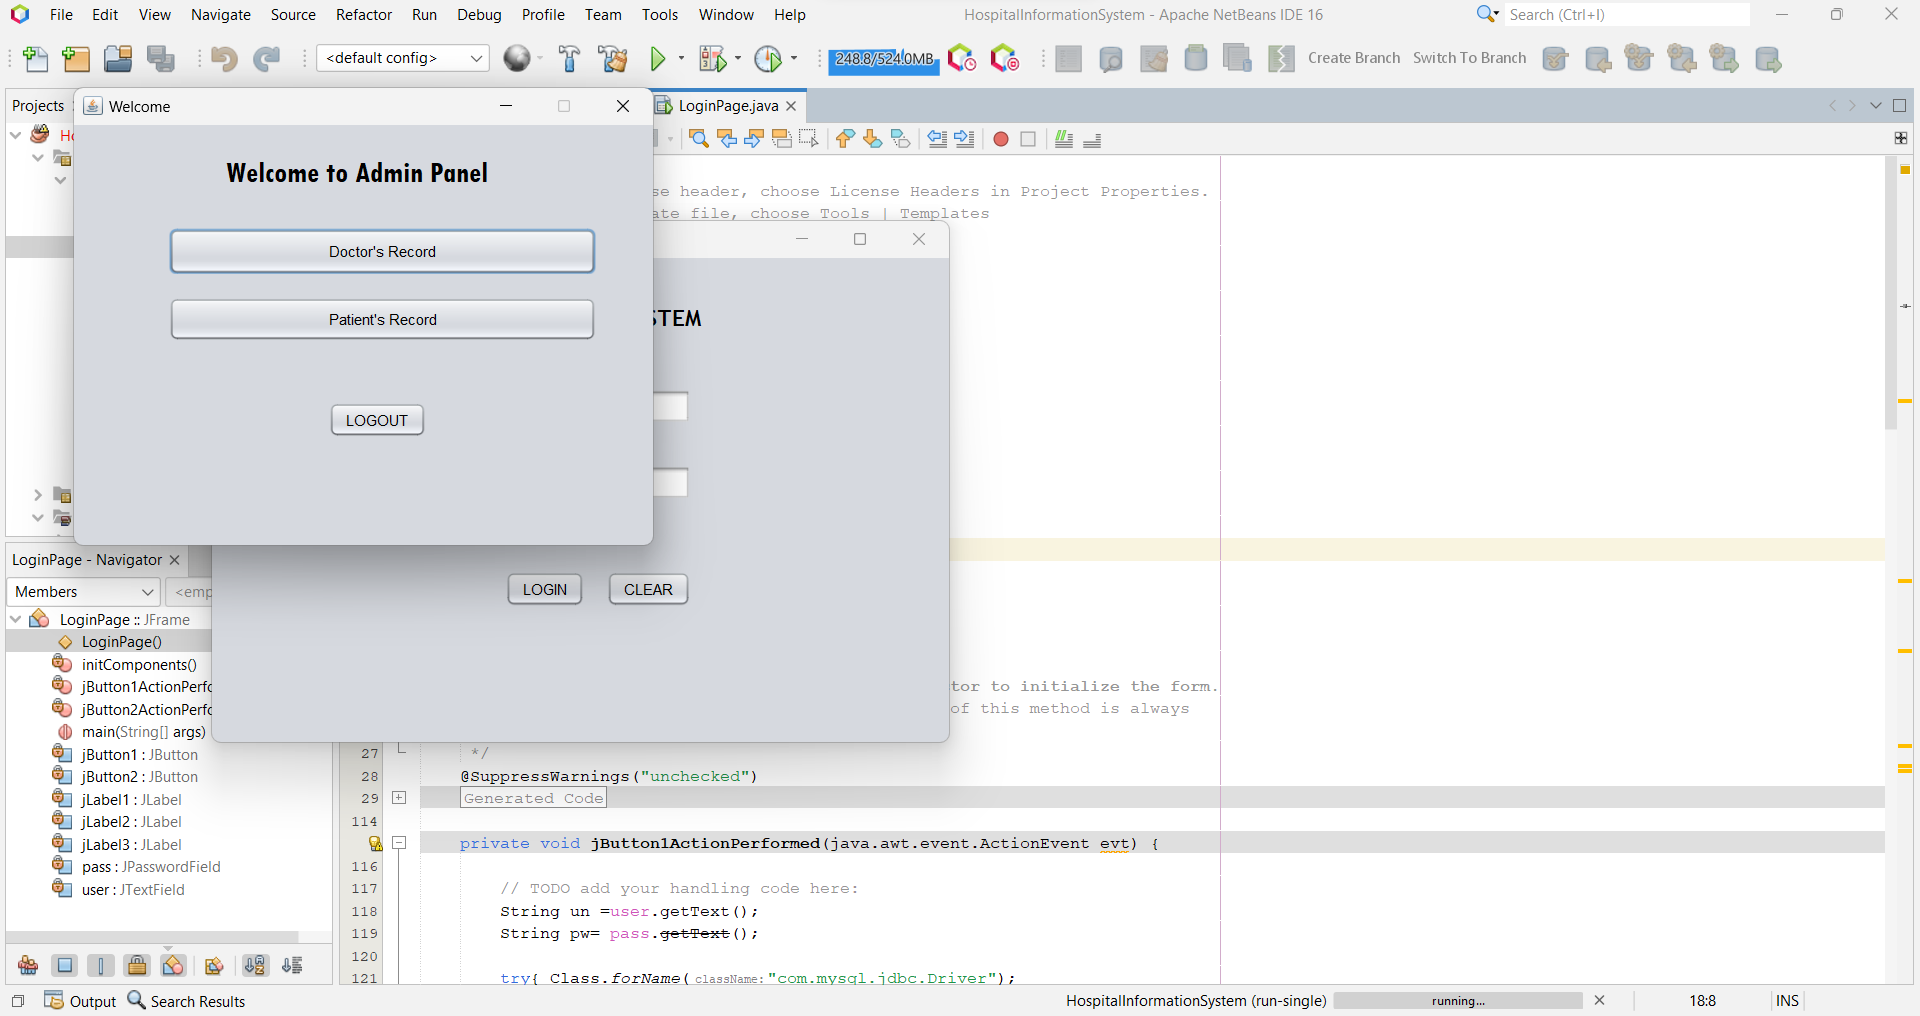 File Edit View Navigate Source Refactor Run Debug Profile Team Tools Window Help
HospitalInformationSystem - Apache NetBeans IDE 16
Search (Ctrl+I)
<default config>
248.8/524.0MB
Create Branch Switch To Branch
Projects
Welcome
LoginPage.java
Welcome to Admin Panel
Doctor's Record
Patient's Record
LOGOUT
se header, choose License Headers in Project Properties.
ate file, choose Tools | Templates
STEM
LOGIN CLEAR
tor to initialize the form.
of this method is always
LoginPage - Navigator
Members
<emp
LoginPage :: JFrame
LoginPage()
initComponents()
jButton1ActionPerfo
jButton2ActionPerfo
main(String[] args)
jButton1 : JButton
jButton2 : JButton
jLabel1 : JLabel
jLabel2 : JLabel
jLabel3 : JLabel
pass : JPasswordField
user : JTextField
27 */
28 @SuppressWarnings("unchecked")
29 Generated Code
114
private void jButton1ActionPerformed(java.awt.event.ActionEvent evt) {
116
117 // TODO add your handling code here:
118 String un =user.getText();
119 String pw= pass.getText();
120
121 try{ Class.forName( className: "com.mysql.jdbc.Driver");
Output Search Results
HospitalInformationSystem (run-single) running...
18:8 INS